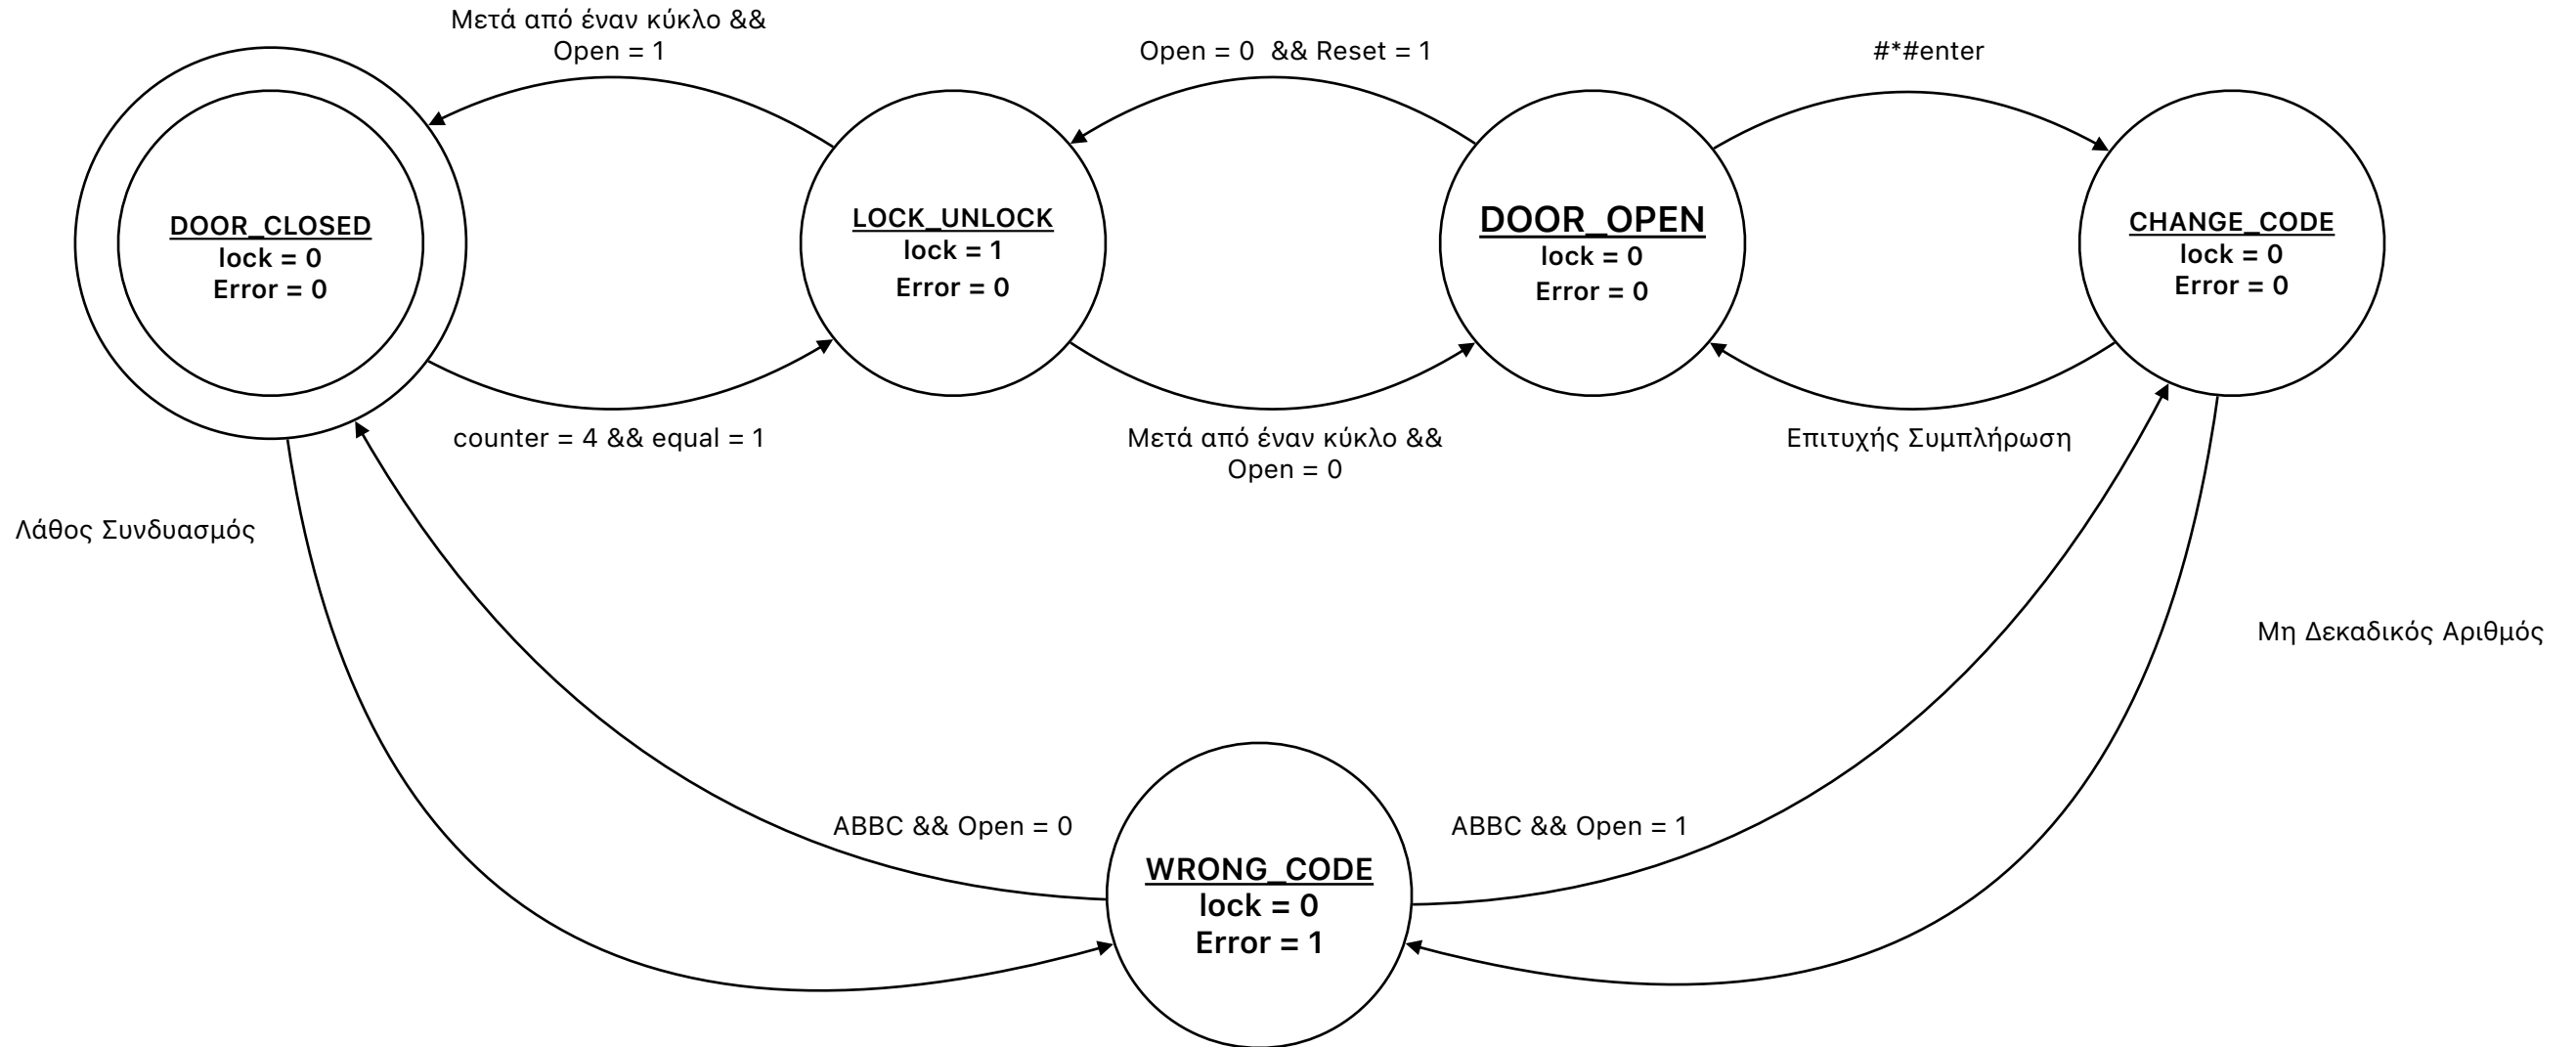 Μετά από έναν κύκλο &&
Open = 1
Open = 0  && Reset = 1
#*#enter
DOOR_CLOSED
lock = 0
Error = 0
LOCK_UNLOCK
lock = 1
Error = 0
DOOR_OPEN
lock = 0
Error = 0
CHANGE_CODE
lock = 0
Error = 0
counter = 4 && equal = 1
Μετά από έναν κύκλο &&
Open = 0
Επιτυχής Συμπλήρωση
Λάθος Συνδυασμός
Μη Δεκαδικός Αριθμός
ABBC && Open = 0
ABBC && Open = 1
WRONG_CODE
lock = 0
Error = 1